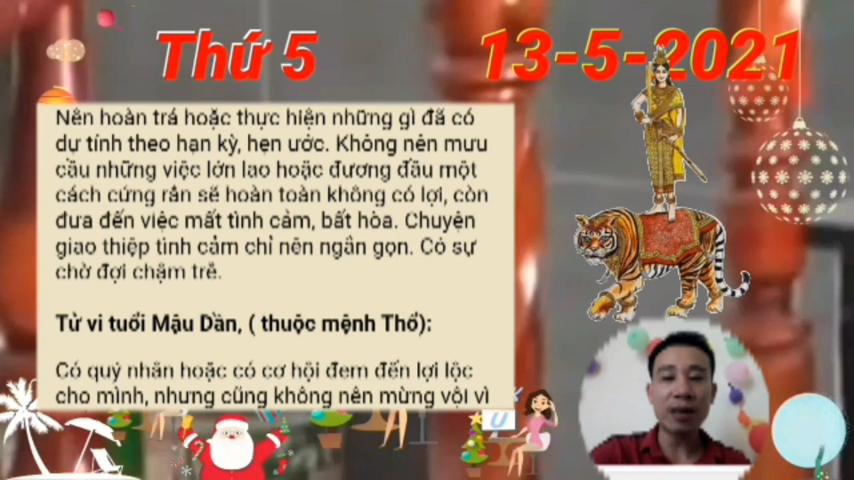 Thứ 5
13-5-2021
Nên hoàn trả hoặc thực hiện những gì đã có
dự tính theo hạn kỳ, hẹn ước. Không nên mưu
cầu những việc lớn lao hoặc đương đầu một
cách cứng rắn sẽ hoàn toàn không có lợi, còn
đưa đến việc mất tình cảm, bất hòa. Chuyện
giao thiệp tình cảm chỉ nên ngắn gọn. Có sự
chờ đợi chậm trễ.
Tử vi tuổi Mậu Dần, ( thuộc mệnh Thổ):
Có quý nhân hoặc có cơ hội đem đến lợi lộc
cho mình, nhưng cũng không nên mừng vội vì
U